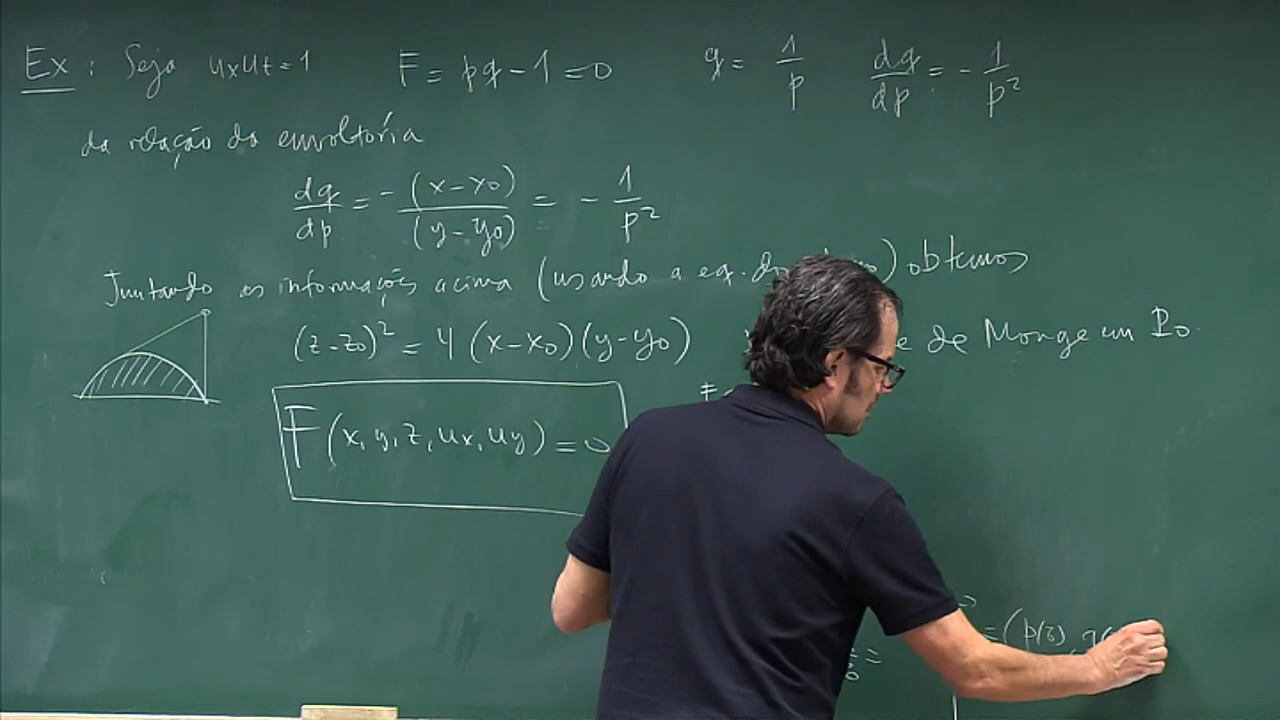 Ex: Seja uxut=1 F = pq-1=0 q = 1/p dq/dp = - 1/p²
da relação da envoltória
dq/dp = - (x-x0)/(y-y0) = - 1/p²
Juntando as informações acima (usando a eq. do) obtemos
(z-z0)² = 4 (x-x0)(y-y0) de Monge em P0.
F(x,y,z,ux,uy)=0
=(p(z)